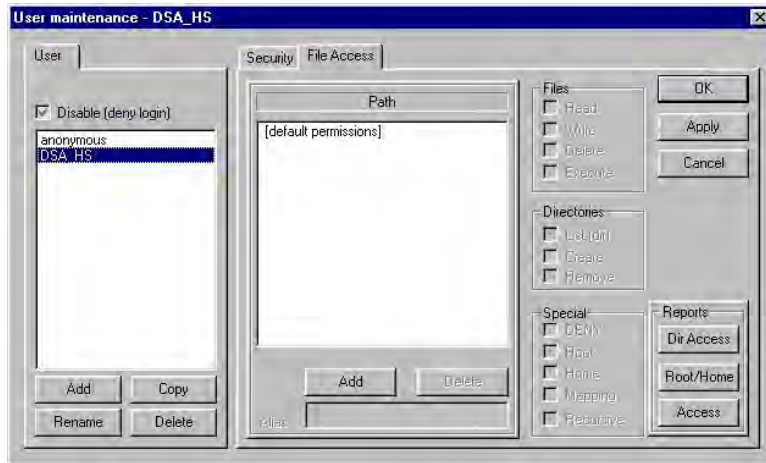 User maintenance - DSA_HS
User
Disable (deny login)
anonymous
DSA_HS
Add
Copy
Rename
Delete
Security
File Access
Path
[default permissions]
Add
Delete
Alias
Files
Read
Write
Delete
Execute
Directories
List (dir)
Create
Remove
Special
DENY
Root
Home
Mapping
Recursive
OK
Apply
Cancel
Reports
Dir Access
Root/Home
Access